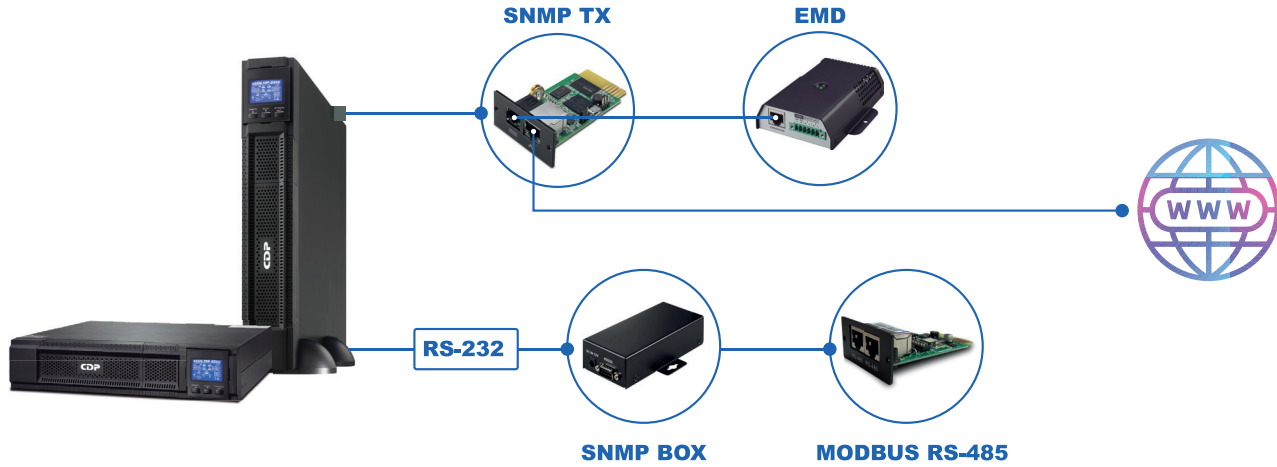 SNMP TX
EMD
WWW
CDP
CDP
RS-232
SNMP BOX
MODBUS RS-485